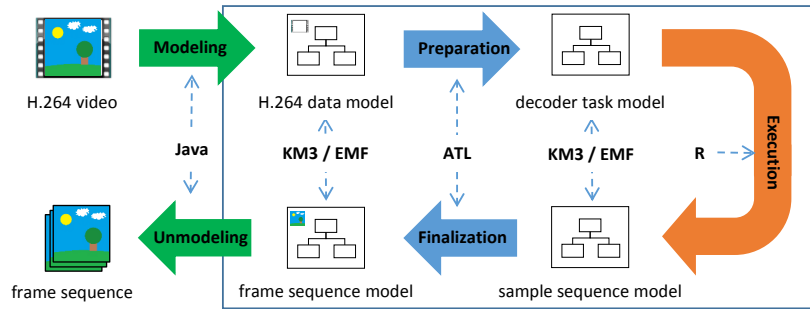 Modeling
Preparation
H.264 video
H.264 data model
decoder task model
Java
KM3 / EMF
ATL
KM3 / EMF
R
Execution
Unmodeling
Finalization
frame sequence
frame sequence model
sample sequence model